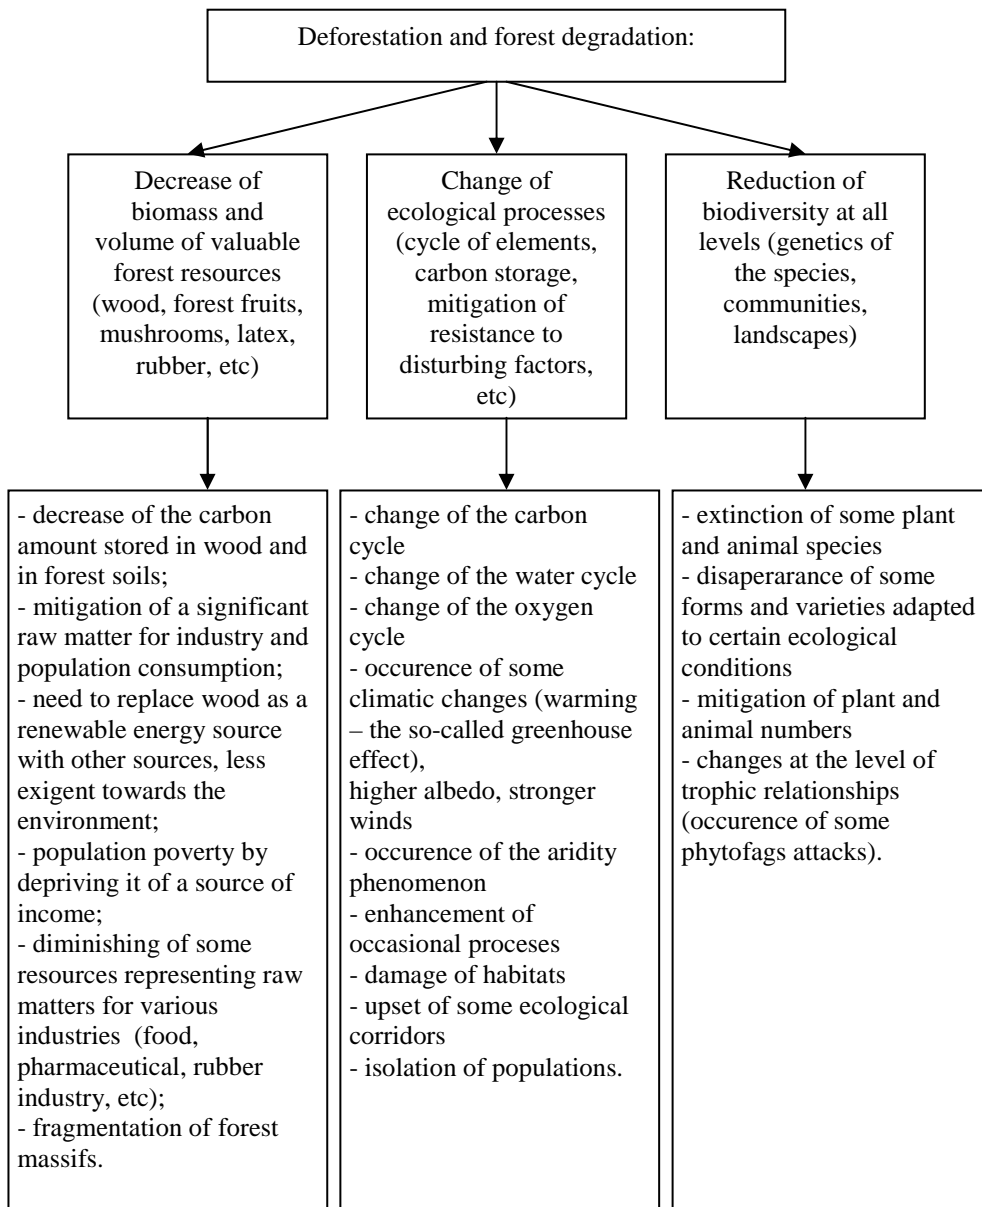 Deforestation and forest degradation:
Decrease of
biomass and
volume of valuable
forest resources
(wood, forest fruits,
mushrooms, latex,
rubber, etc)
Change of
ecological processes
(cycle of elements,
carbon storage,
mitigation of
resistance to
disturbing factors,
etc)
Reduction of
biodiversity at all
levels (genetics of
the species,
communities,
landscapes)
- decrease of the carbon
amount stored in wood and
in forest soils;
- mitigation of a significant
raw matter for industry and
population consumption;
- need to replace wood as a
renewable energy source
with other sources, less
exigent towards the
environment;
- population poverty by
depriving it of a source of
income;
- diminishing of some
resources representing raw
matters for various
industries (food,
pharmaceutical, rubber
industry, etc);
- fragmentation of forest
massifs.
- change of the carbon
cycle
- change of the water cycle
- change of the oxygen
cycle
- occurence of some
climatic changes (warming
– the so-called greenhouse
effect),
higher albedo, stronger
winds
- occurence of the aridity
phenomenon
- enhancement of
occasional proceses
- damage of habitats
- upset of some ecological
corridors
- isolation of populations.
- extinction of some plant
and animal species
- disaperarance of some
forms and varieties adapted
to certain ecological
conditions
- mitigation of plant and
animal numbers
- changes at the level of
trophic relationships
(occurence of some
phytofags attacks).